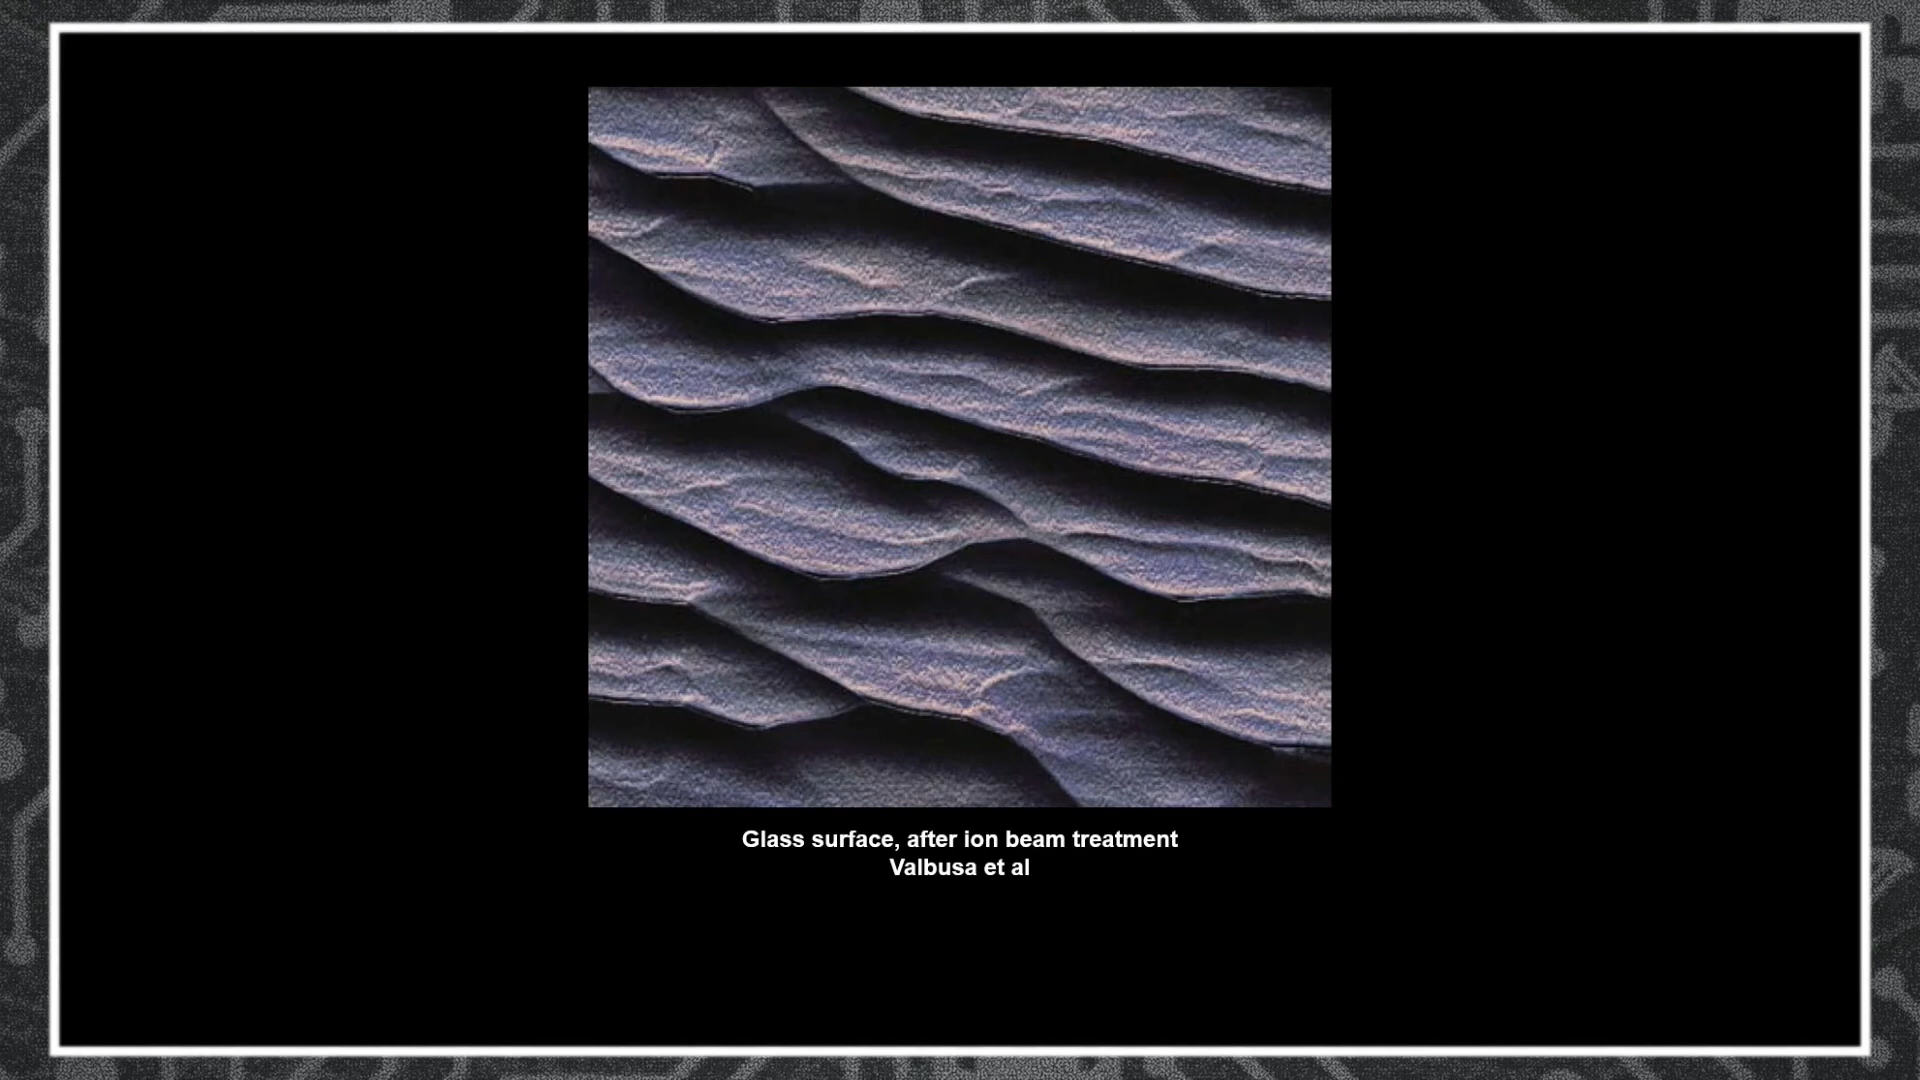 Glass surface, after ion beam treatment
Valbusa et al